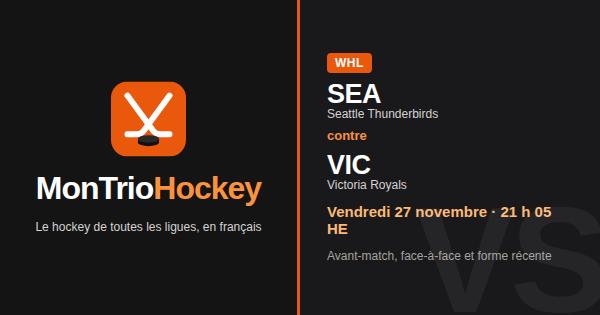 MonTrioHockey
Le hockey de toutes les ligues, en français
WHL
SEA
Seattle Thunderbirds
contre
VIC
Victoria Royals
Vendredi 27 novembre · 21 h 05
HE
Avant-match, face-à-face et forme récente
VS